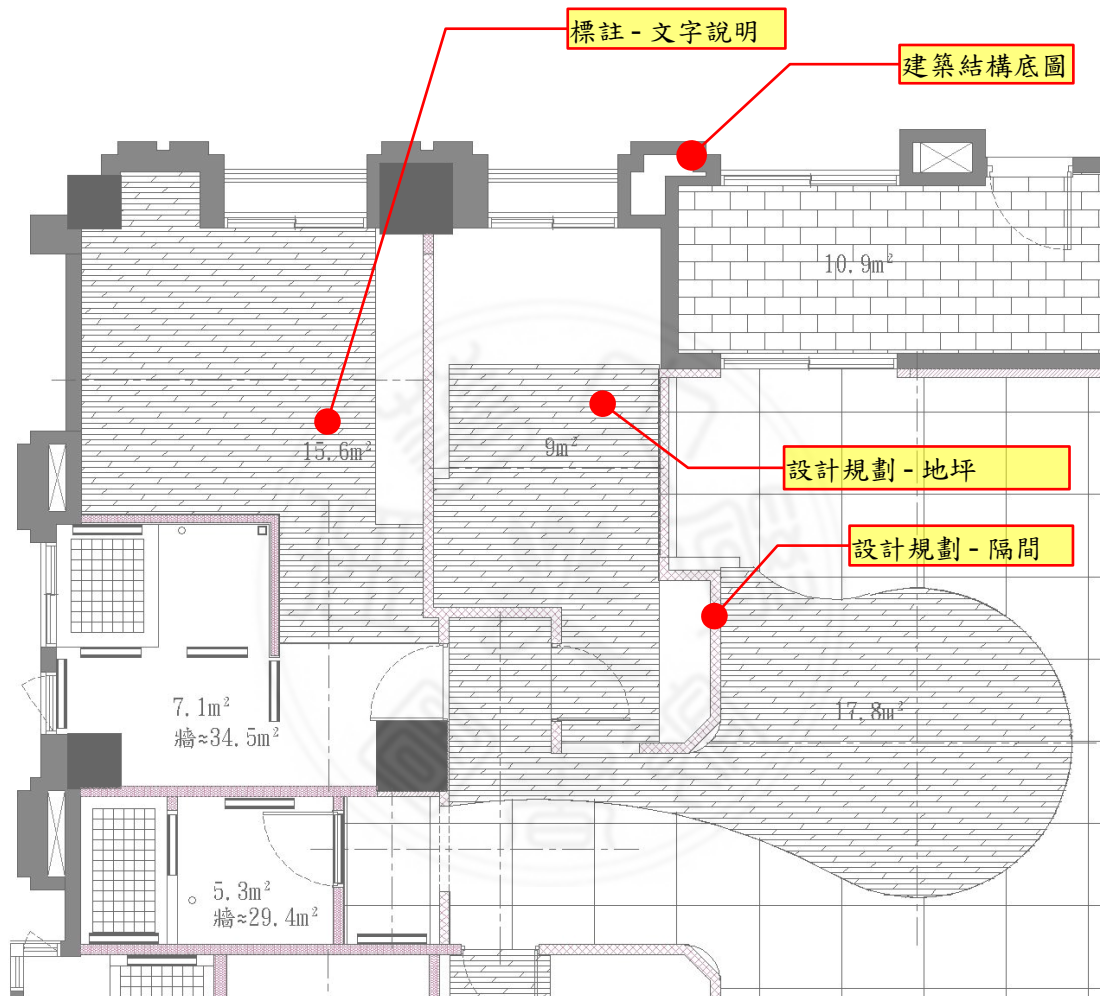 標註 - 文字說明
建築結構底圖
10.9m²
15.6m²
9m²
設計規劃 - 地坪
設計規劃 - 隔間
7.1m²
牆≈34.5m²
17.8m²
5.3m²
牆≈29.4m²